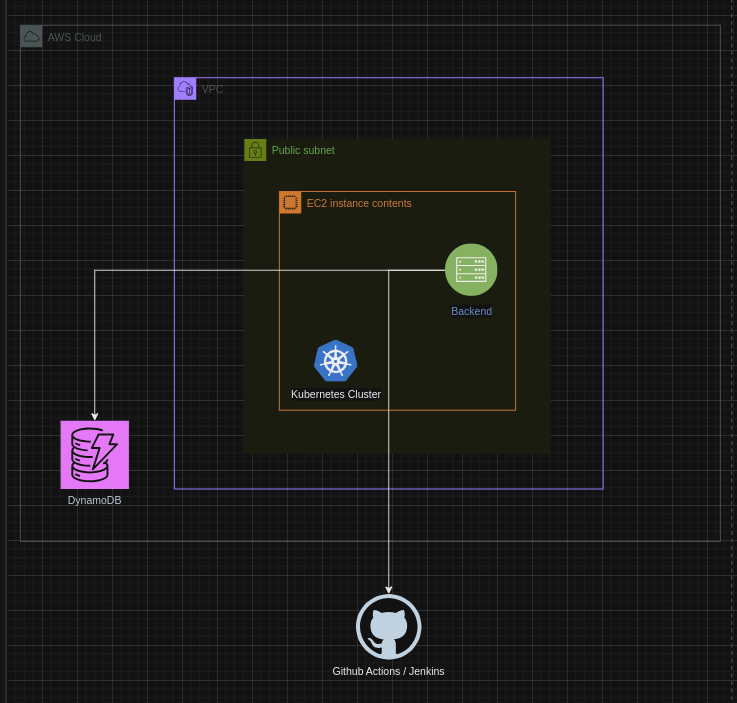 AWS Cloud
VPC
Public subnet
EC2 instance contents
Backend
Kubernetes Cluster
DynamoDB
Github Actions / Jenkins